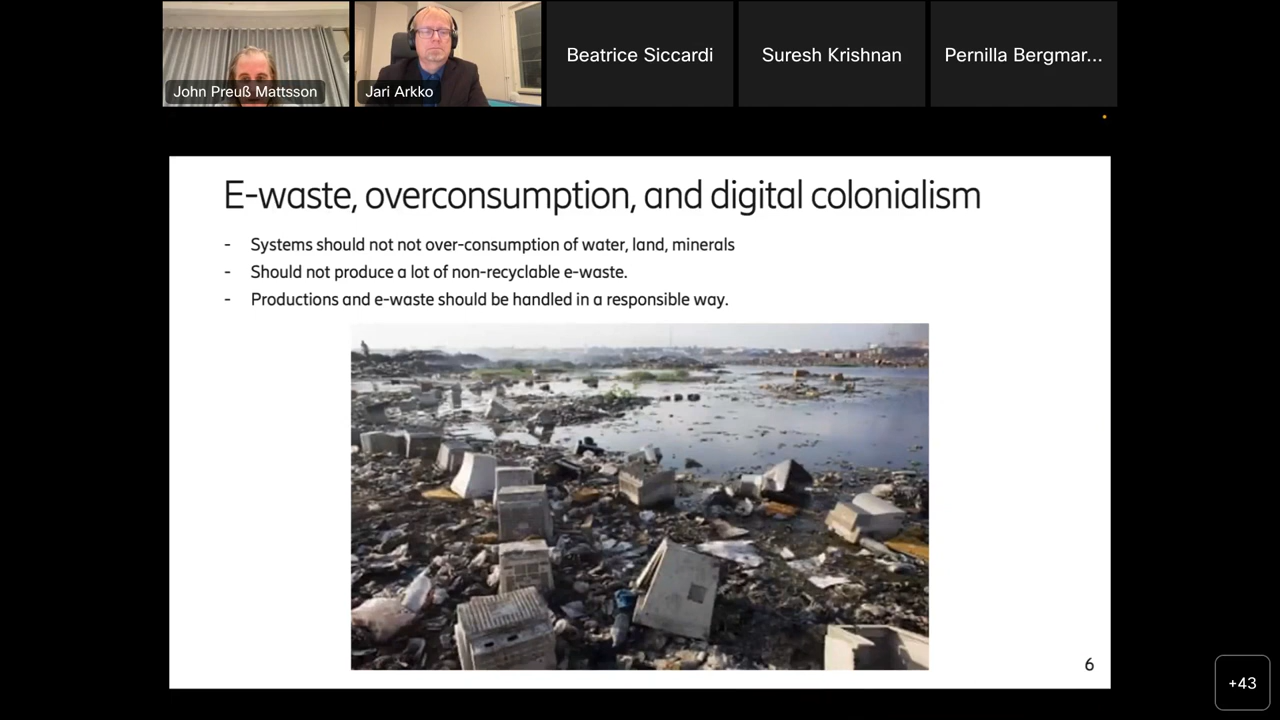 John Preuß Mattsson
Jari Arkko
Beatrice Siccardi
Suresh Krishnan
Pernilla Bergmar...
E-waste, overconsumption, and digital colonialism
- Systems should not not over-consumption of water, land, minerals
- Should not produce a lot of non-recyclable e-waste.
- Productions and e-waste should be handled in a responsible way.
6
+43